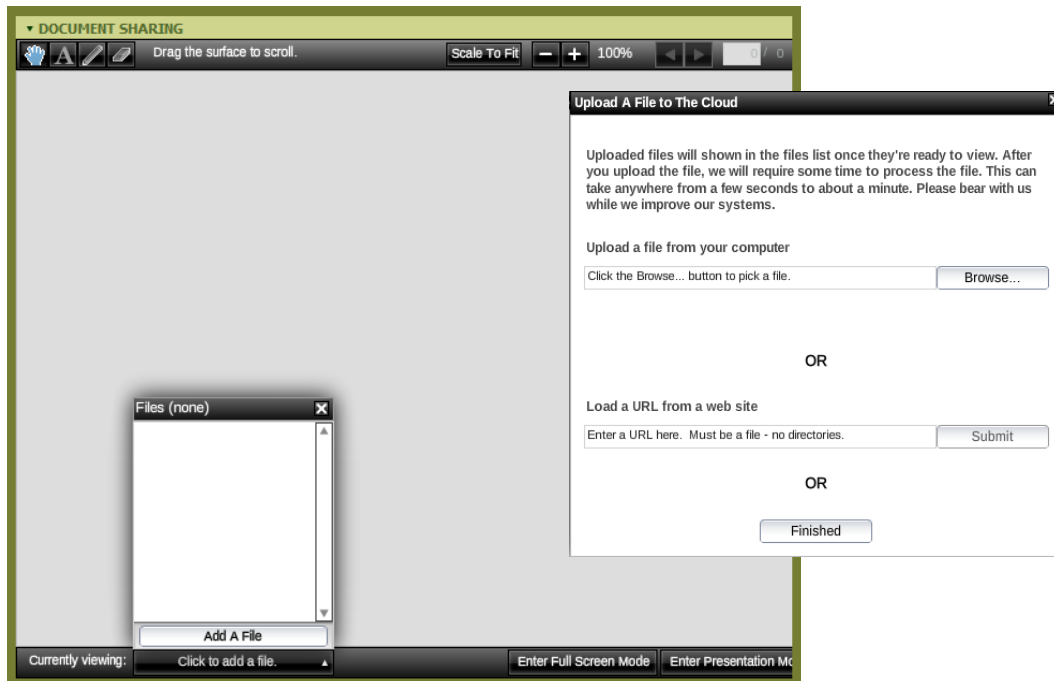 DOCUMENT SHARING
A Drag the surface to scroll. Scale To Fit 100% 0 / 0
Upload A File to The Cloud
Uploaded files will shown in the files list once they're ready to view. After
you upload the file, we will require some time to process the file. This can
take anywhere from a few seconds to about a minute. Please bear with us
while we improve our systems.
Upload a file from your computer
Click the Browse... button to pick a file. Browse...
OR
Load a URL from a web site
Enter a URL here. Must be a file - no directories. Submit
OR
Finished
Files (none)
Add A File
Currently viewing: Click to add a file. Enter Full Screen Mode Enter Presentation Mo